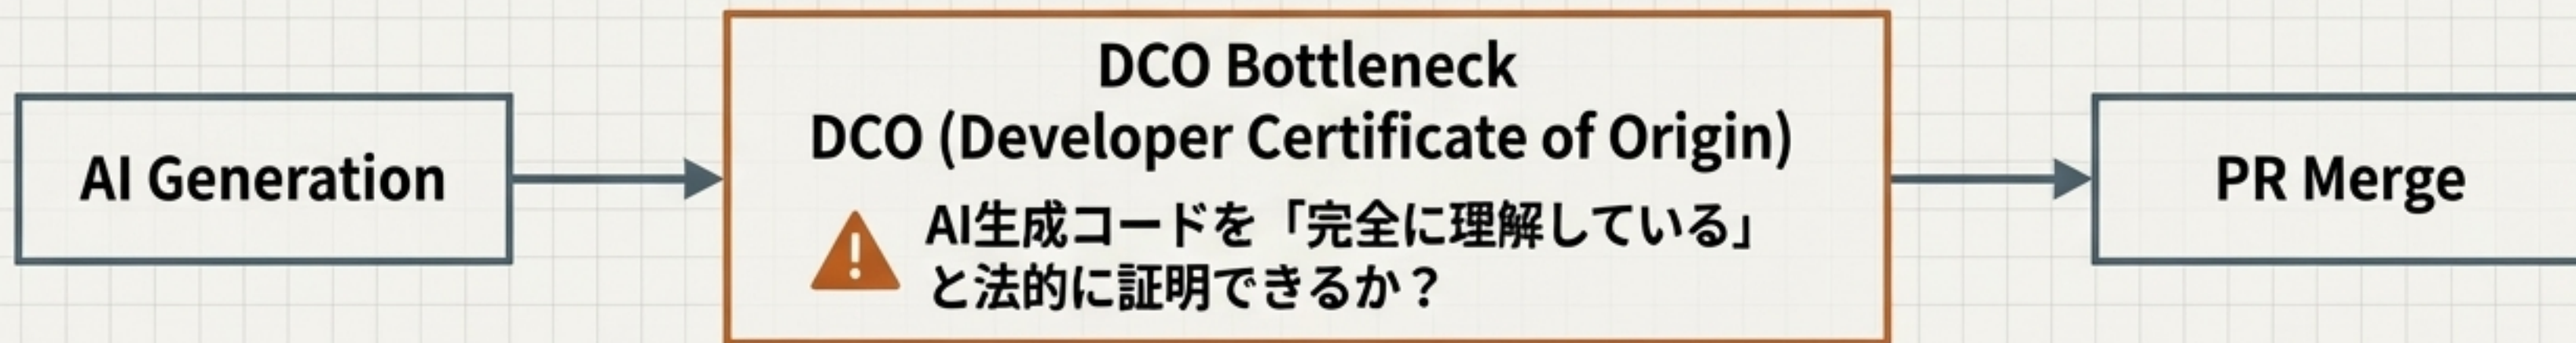 AI Generation
DCO Bottleneck
DCO (Developer Certificate of Origin)
AI生成コードを「完全に理解している」
と法的に証明できるか？
PR Merge